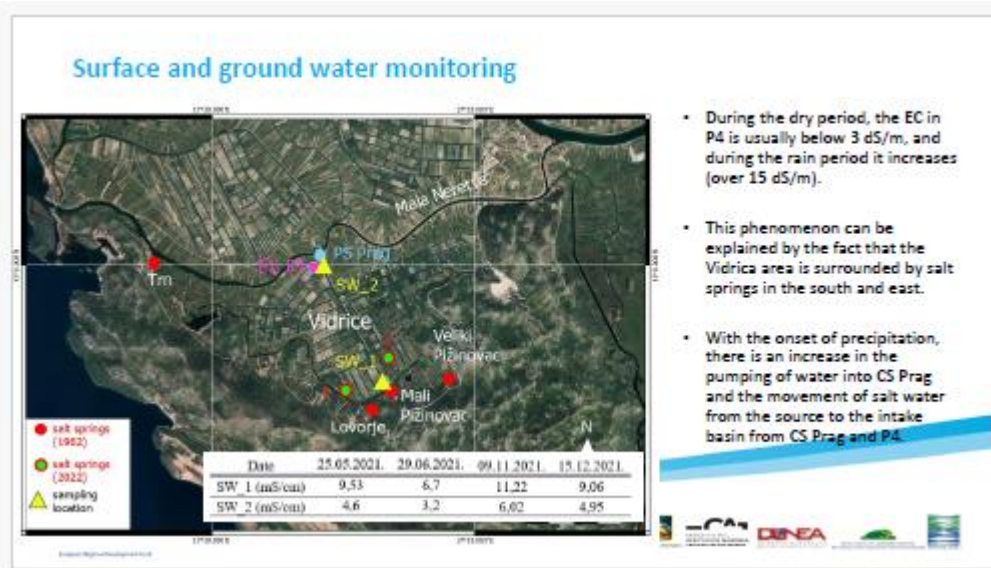 Surface and ground water monitoring
Mala Neretva
PS Prag
Trn
SW_2
Vidrice
Veliki
Pižinovac
SW_1
Mali
Pižinovac
Lovorje
N
salt springs
(1962)
salt springs
(2022)
sampling
location
Date 25.05.2021. 29.06.2021. 09.11.2021. 15.12.2021.
SW_1 (mS/cm) 9,53 6,7 11,22 9,06
SW_2 (mS/cm) 4,6 3,2 6,02 4,95
• During the dry period, the EC in
P4 is usually below 3 dS/m, and
during the rain period it increases
(over 15 dS/m).
• This phenomenon can be
explained by the fact that the
Vidrica area is surrounded by salt
springs in the south and east.
• With the onset of precipitation,
there is an increase in the
pumping of water into CS Prag
and the movement of salt water
from the source to the intake
basin from CS Prag and P4.
DUNEA